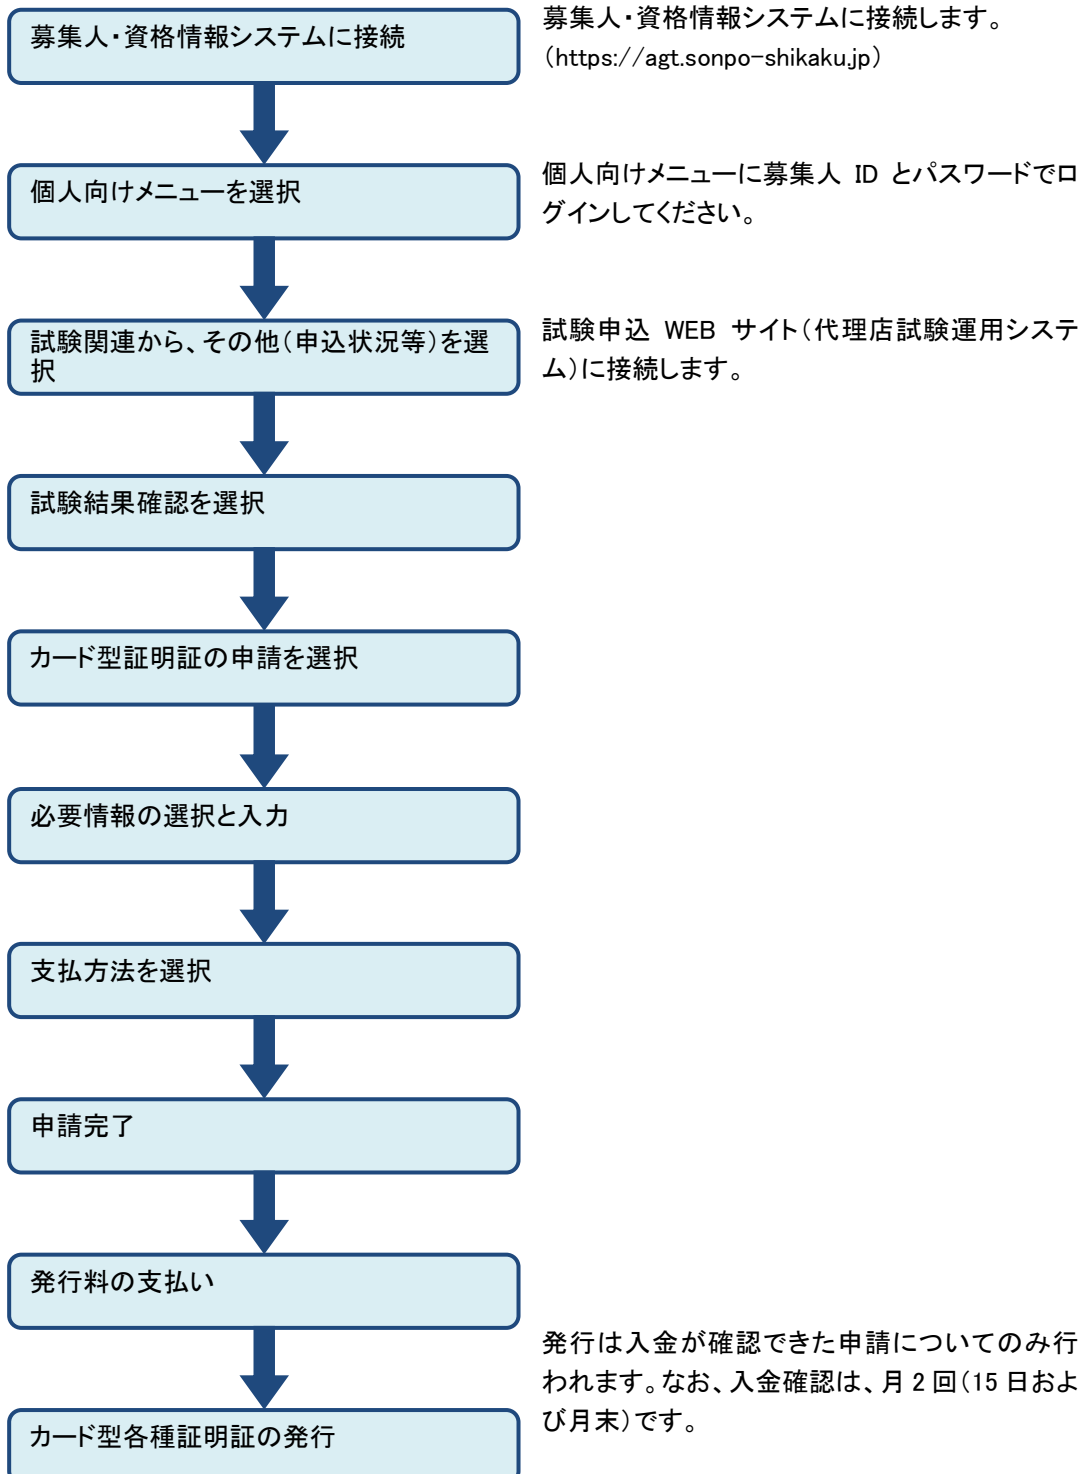 募集人・資格情報システムに接続
募集人・資格情報システムに接続します。
（https://agt.sonpo-shikaku.jp）
個人向けメニューを選択
個人向けメニューに募集人 ID とパスワードでロ
グインしてください。
試験関連から、その他（申込状況等）を選
択
試験申込 WEB サイト（代理店試験運用システ
ム）に接続します。
試験結果確認を選択
カード型証明証の申請を選択
必要情報の選択と入力
支払方法を選択
申請完了
発行料の支払い
発行は入金が確認できた申請についてのみ行
われます。なお、入金確認は、月 2 回（15 日およ
び月末）です。
カード型各種証明証の発行